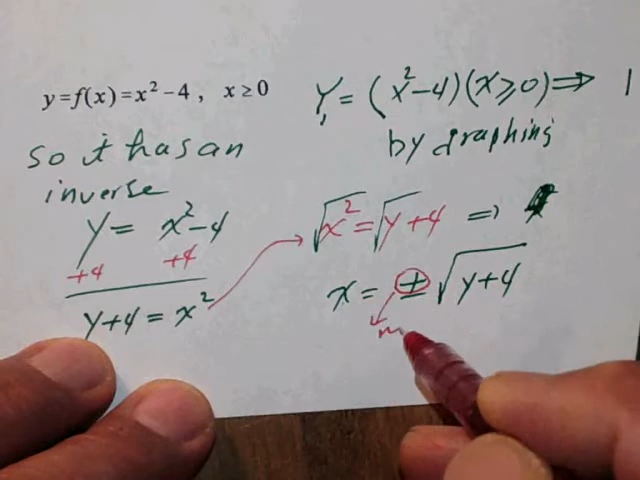 y = f(x) = x² − 4 , x ≥ 0
Y₁ = (x² − 4)(x ≥ 0) ⇒ 1
by graphing
so it has an
inverse
y = x² − 4
+4 +4
y + 4 = x²
√x² = √y + 4 ⇒
x = ± √y + 4